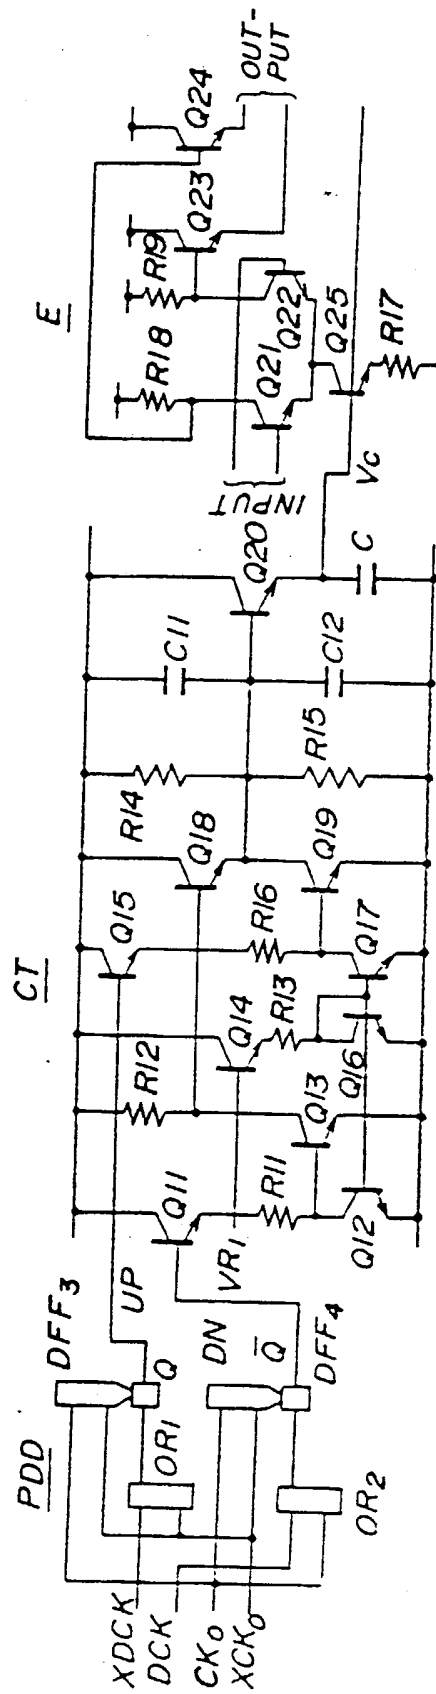 PDD
CT
E
XDCK
DCK
CK0
XCK0
OR1
OR2
DFF3
DFF4
Q
Q̅
UP
DN
VR1
Q11
R11
Q12
Q13
R12
Q14
R13
Q16
Q15
R16
Q17
Q18
Q19
R14
R15
C11
C12
Q20
C
Vc
INPUT
R18
R19
Q21
Q22
Q23
Q24
Q25
R17
OUT-
PUT